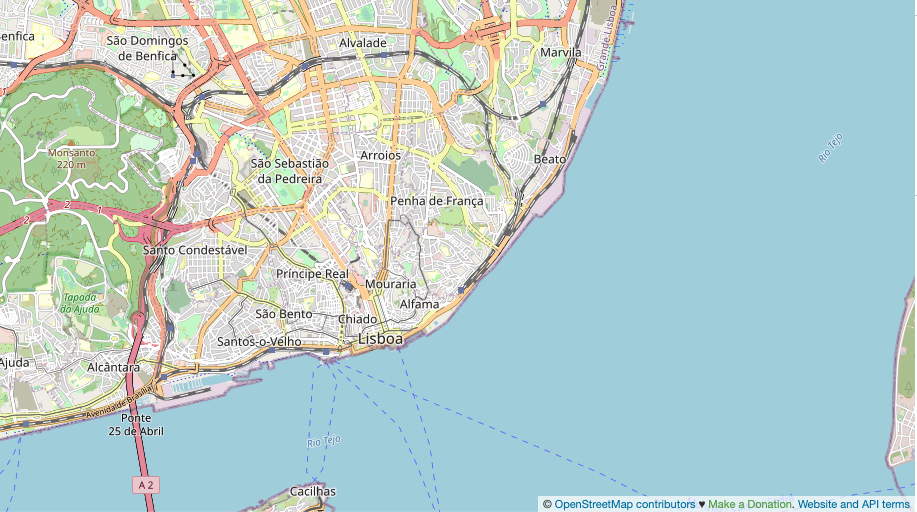 enfica
São Domingos
de Benfica
Alvalade
Marvila
Grande Lisboa
1
Rio Tejo
Monsanto
220 m
São Sebastião
da Pedreira
Arroios
Beato
Penha de França
2
2
1
Santo Condestável
Príncipe Real
Mouraria
Tapada
da Ajuda
Alfama
São Bento
Chiado
Santos-o-Velho
Lisboa
Ajuda
Alcântara
Avenida de Brasília
Ponte
25 de Abril
Rio Tejo
A 2
Cacilhas
© OpenStreetMap contributors ♥ Make a Donation. Website and API terms